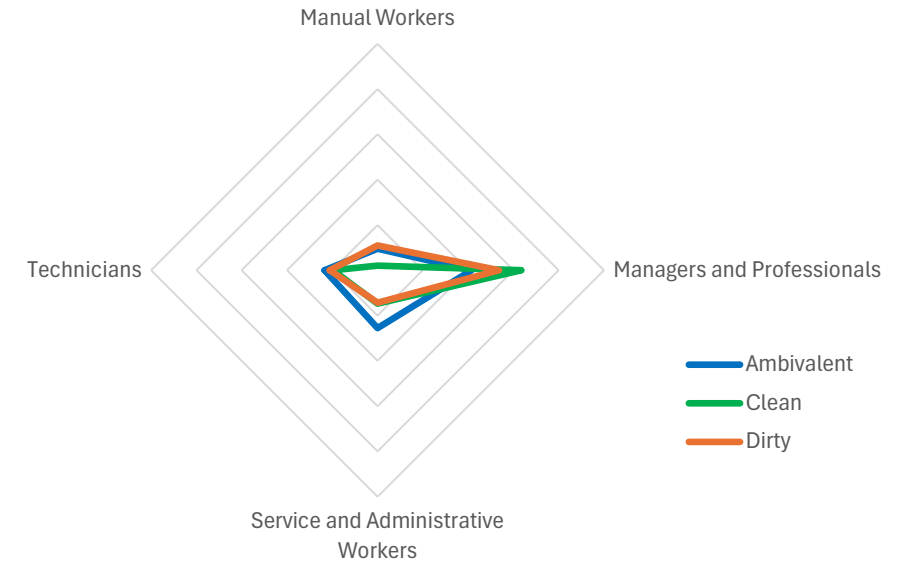 Manual Workers
Technicians
Managers and Professionals
Ambivalent
Clean
Dirty
Service and Administrative
Workers